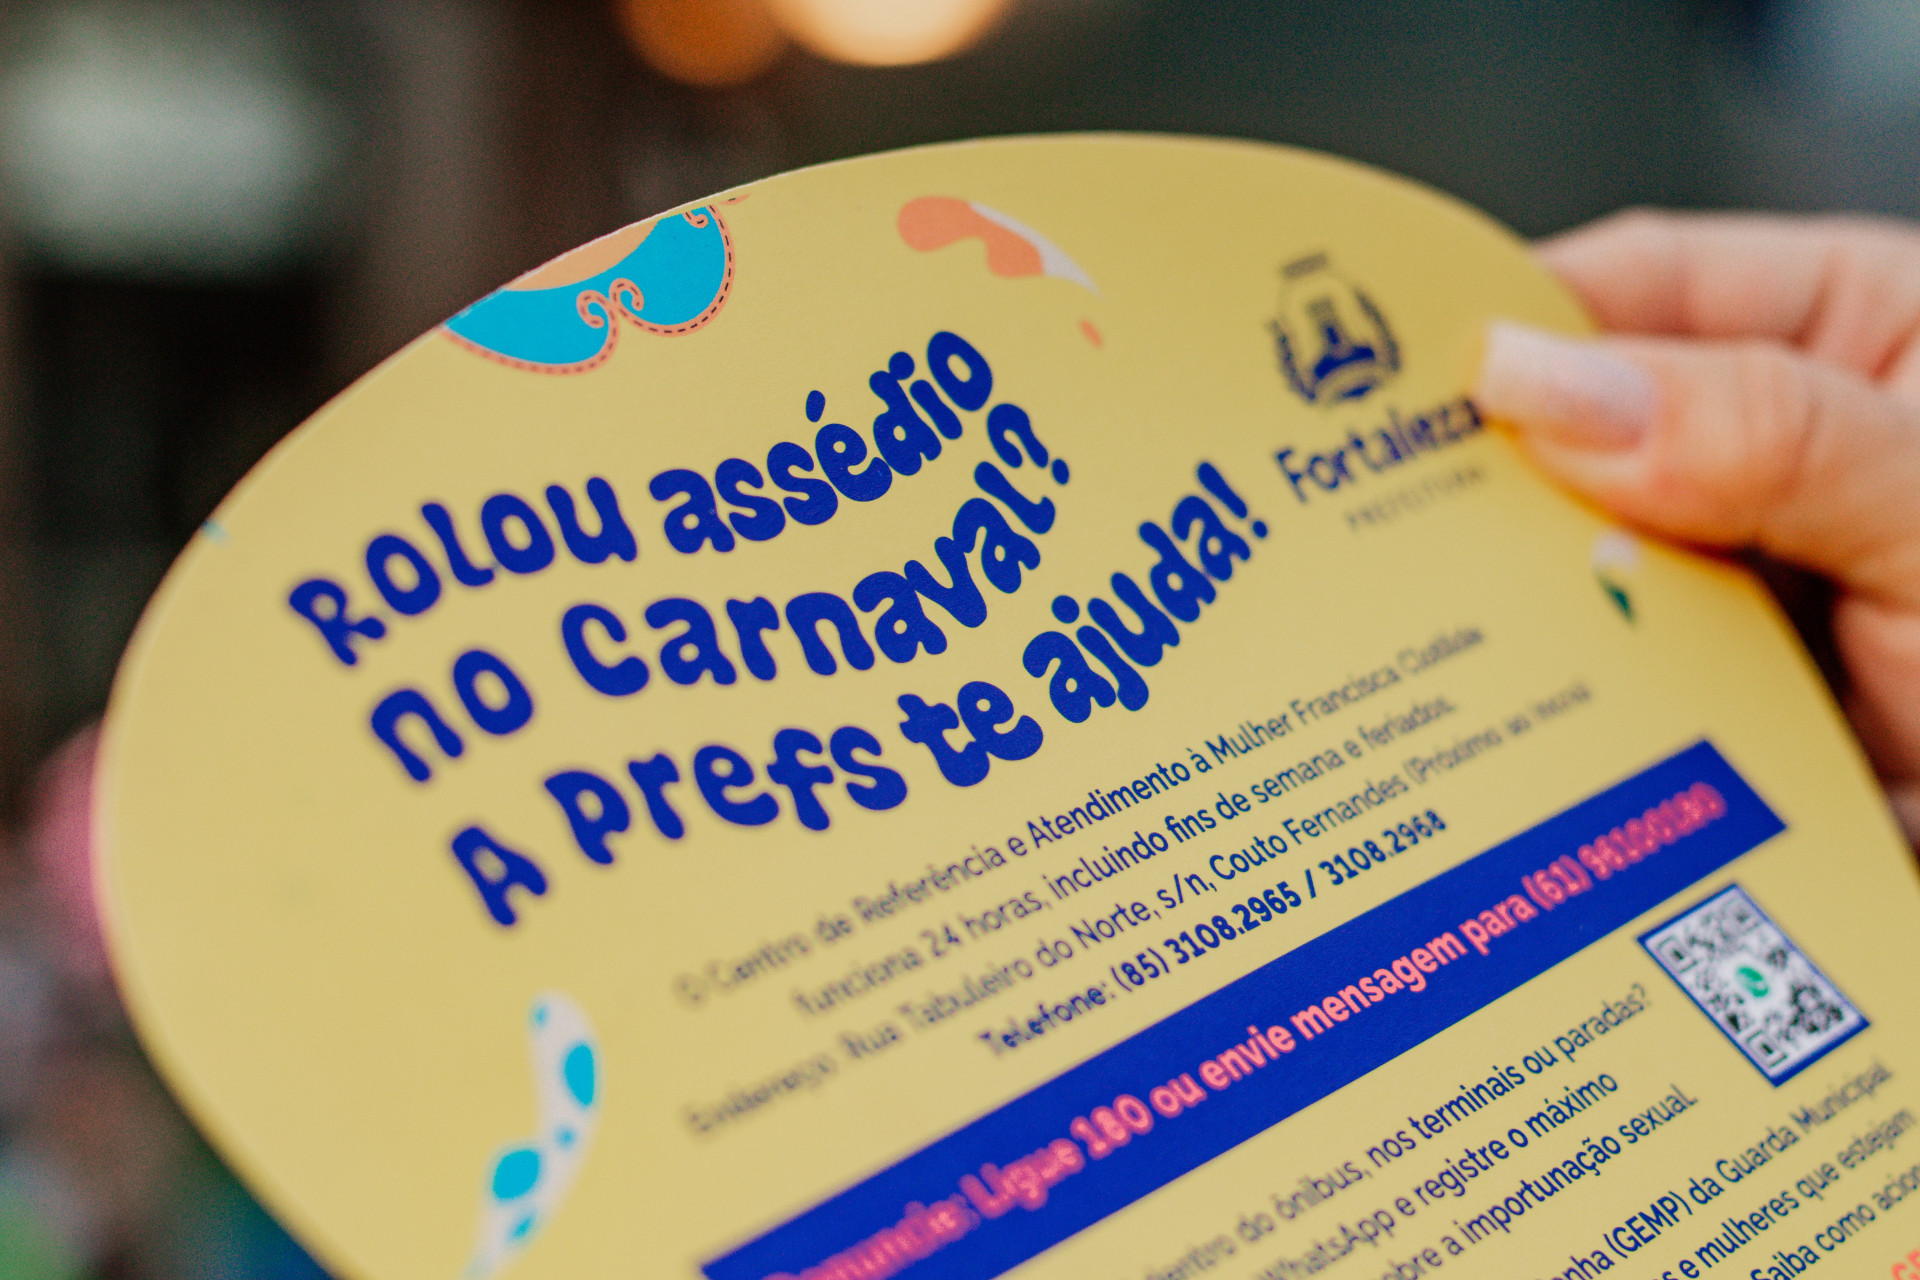 Rolou assédio
no Carnaval?
A Prefs te ajuda!
Fortaleza
PREFEITURA
O Centro de Referência e Atendimento à Mulher Francisca Clotilde
funciona 24 horas, incluindo fins de semana e feriados.
Endereço: Rua Tabuleiro do Norte, s/n, Couto Fernandes (Próximo ao
Telefone: (85) 3108.2965 / 3108.2968
Denuncie: Ligue 180 ou envie mensagem para (61) 96100180
dentro do ônibus, nos terminais ou paradas?
WhatsApp e registre o máximo
sobre a importunação sexual.
(GEMP) da Guarda Municipal
s e mulheres que estejam
Saiba como